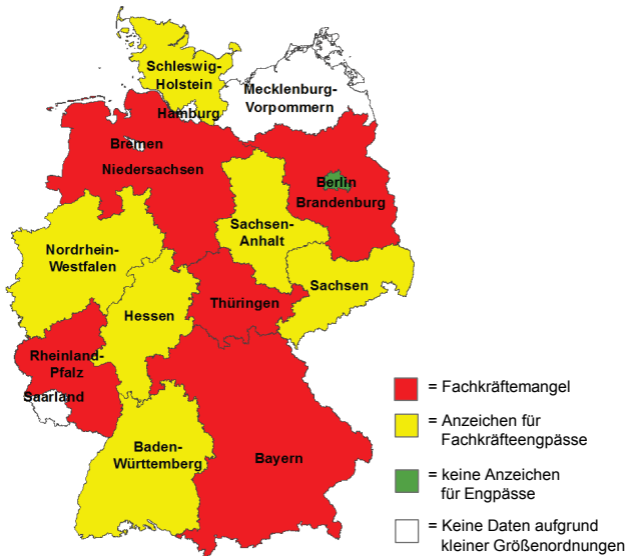 Schleswig-
Holstein
Mecklenburg-
Vorpommern
Hamburg
Bremen
Niedersachsen
Berlin
Brandenburg
Sachsen-
Anhalt
Nordrhein-
Westfalen
Sachsen
Thüringen
Hessen
Rheinland-
Pfalz
Saarland
Baden-
Württemberg
Bayern
= Fachkräftemangel
= Anzeichen für
Fachkräfteengpässe
= keine Anzeichen
für Engpässe
= Keine Daten aufgrund
kleiner Größenordnungen